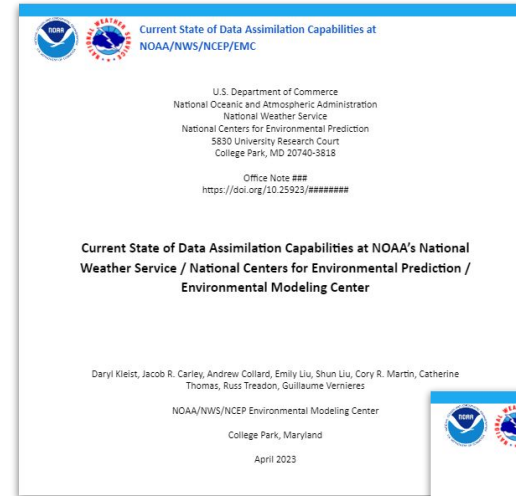 Current State of Data Assimilation Capabilities at
NOAA/NWS/NCEP/EMC
U.S. Department of Commerce
National Oceanic and Atmospheric Administration
National Weather Service
National Centers for Environmental Prediction
5830 University Research Court
College Park, MD 20740-3818
Office Note ###
https://doi.org/10.25923/########
Current State of Data Assimilation Capabilities at NOAA's National
Weather Service / National Centers for Environmental Prediction /
Environmental Modeling Center
Daryl Kleist, Jacob R. Carley, Andrew Collard, Emily Liu, Shun Liu, Cory R. Martin, Catherine
Thomas, Russ Treadon, Guillaume Vernieres
NOAA/NWS/NCEP Environmental Modeling Center
College Park, Maryland
April 2023